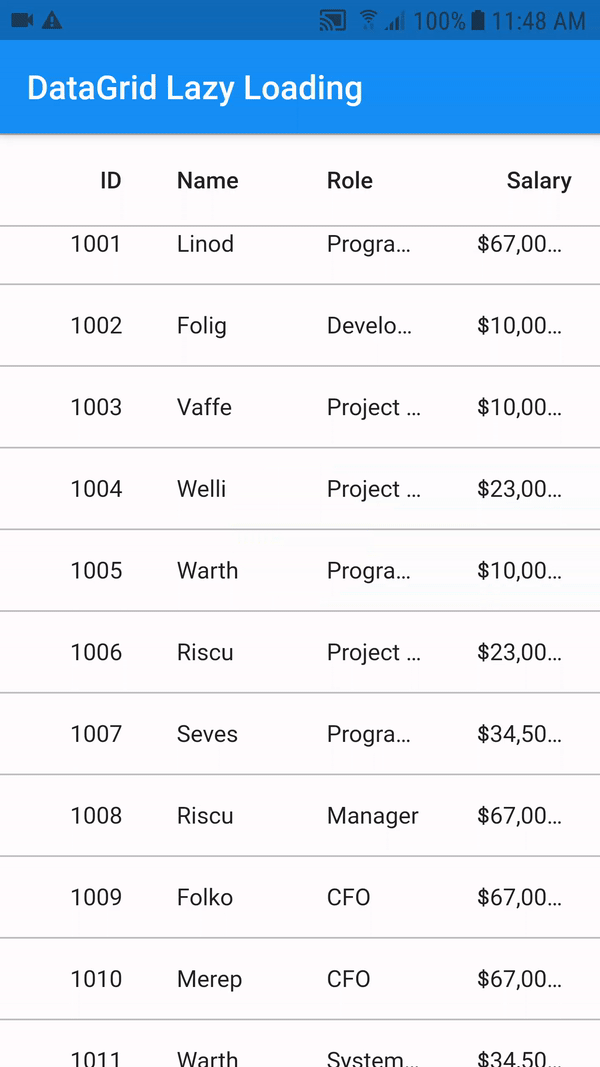 100% 11:48 AM
DataGrid Lazy Loading
ID Name Role Salary
1001 Linod Progra... $67,00...
1002 Folig Develo... $10,00...
1003 Vaffe Project ... $10,00...
1004 Welli Project ... $23,00...
1005 Warth Progra... $10,00...
1006 Riscu Project ... $23,00...
1007 Seves Progra... $34,50...
1008 Riscu Manager $67,00...
1009 Folko CFO $67,00...
1010 Merep CFO $67,00...
1011 Warth System... $34,50...